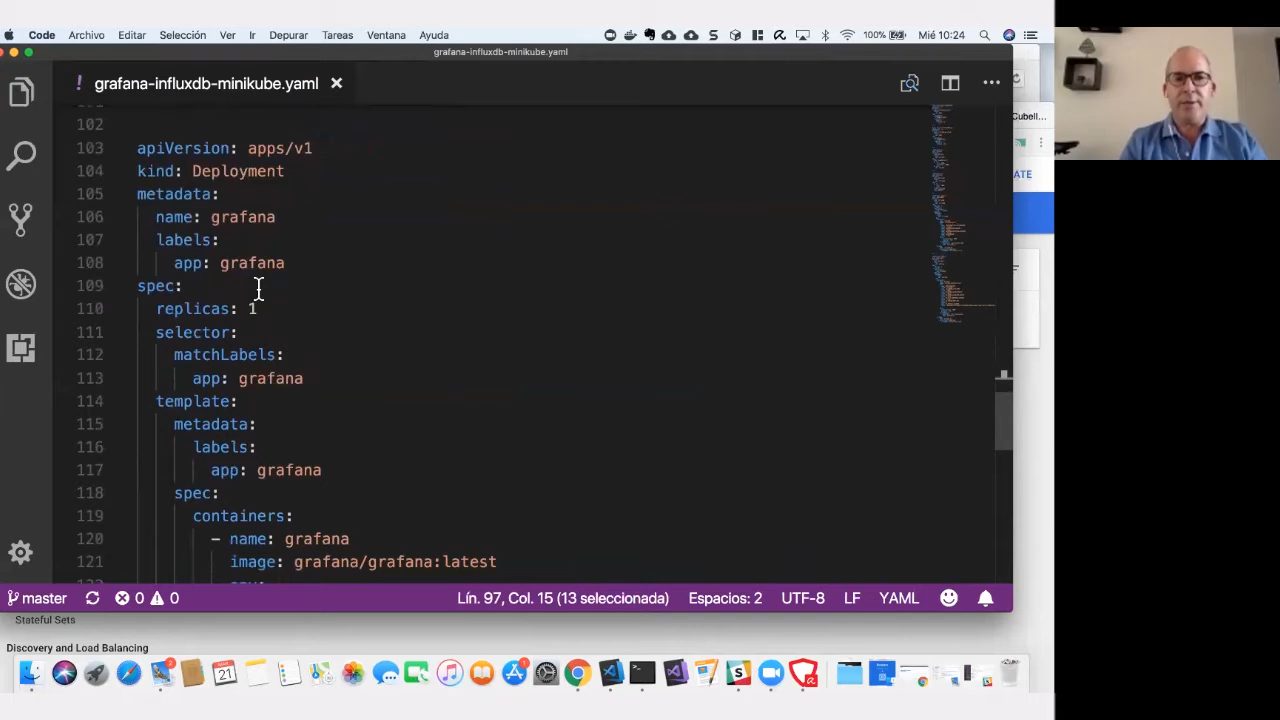 Code Archivo Editar Selección Ver Ir Depurar Tareas Ventana Ayuda 100% Mié 10:24
grafana-influxdb-minikube.yaml
! grafana-influxdb-minikube.yaml
102
103 apiVersion: apps/v1
104 kind: Deployment
105 metadata:
106 name: grafana
107 labels:
108 app: grafana
109 spec:
110 replicas: 1
111 selector:
112 matchLabels:
113 app: grafana
114 template:
115 metadata:
116 labels:
117 app: grafana
118 spec:
119 containers:
120 - name: grafana
121 image: grafana/grafana:latest
master 0 0 Lín. 97, Col. 15 (13 seleccionada) Espacios: 2 UTF-8 LF YAML
Cubell...
ATE
Stateful Sets
Discovery and Load Balancing
MAY
21